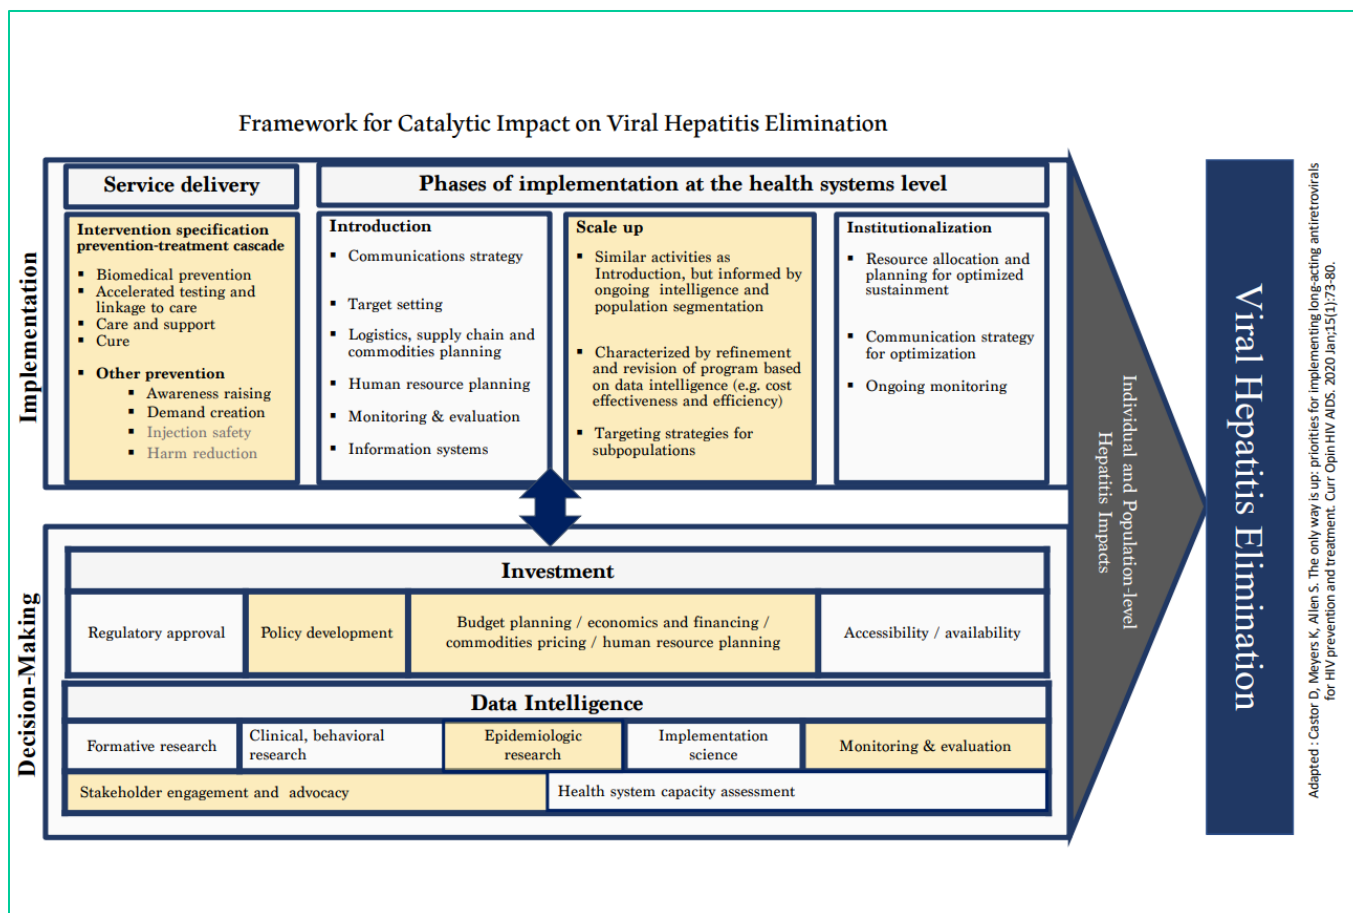 Framework for Catalytic Impact on Viral Hepatitis Elimination
Implementation
Service delivery
Intervention specification
prevention-treatment cascade
▪ Biomedical prevention
▪ Accelerated testing and
linkage to care
▪ Care and support
▪ Cure
▪ Other prevention
▪ Awareness raising
▪ Demand creation
▪ Injection safety
▪ Harm reduction
Phases of implementation at the health systems level
Introduction
▪ Communications strategy
▪ Target setting
▪ Logistics, supply chain and
commodities planning
▪ Human resource planning
▪ Monitoring & evaluation
▪ Information systems
Scale up
▪ Similar activities as
Introduction, but informed by
ongoing intelligence and
population segmentation
▪ Characterized by refinement
and revision of program based
on data intelligence (e.g. cost
effectiveness and efficiency)
▪ Targeting strategies for
subpopulations
Institutionalization
▪ Resource allocation and
planning for optimized
sustainment
▪ Communication strategy
for optimization
▪ Ongoing monitoring
Decision-Making
Investment
Regulatory approval
Policy development
Budget planning / economics and financing /
commodities pricing / human resource planning
Accessibility / availability
Data Intelligence
Formative research
Clinical, behavioral
research
Epidemiologic
research
Implementation
science
Monitoring & evaluation
Stakeholder engagement and advocacy
Health system capacity assessment
Individual and Population-level
Hepatitis Impacts
Viral Hepatitis Elimination
Adapted : Castor D, Meyers K, Allen S. The only way is up: priorities for implementing long-acting antiretrovirals
for HIV prevention and treatment. Curr Opin HIV AIDS. 2020 Jan;15(1):73-80.